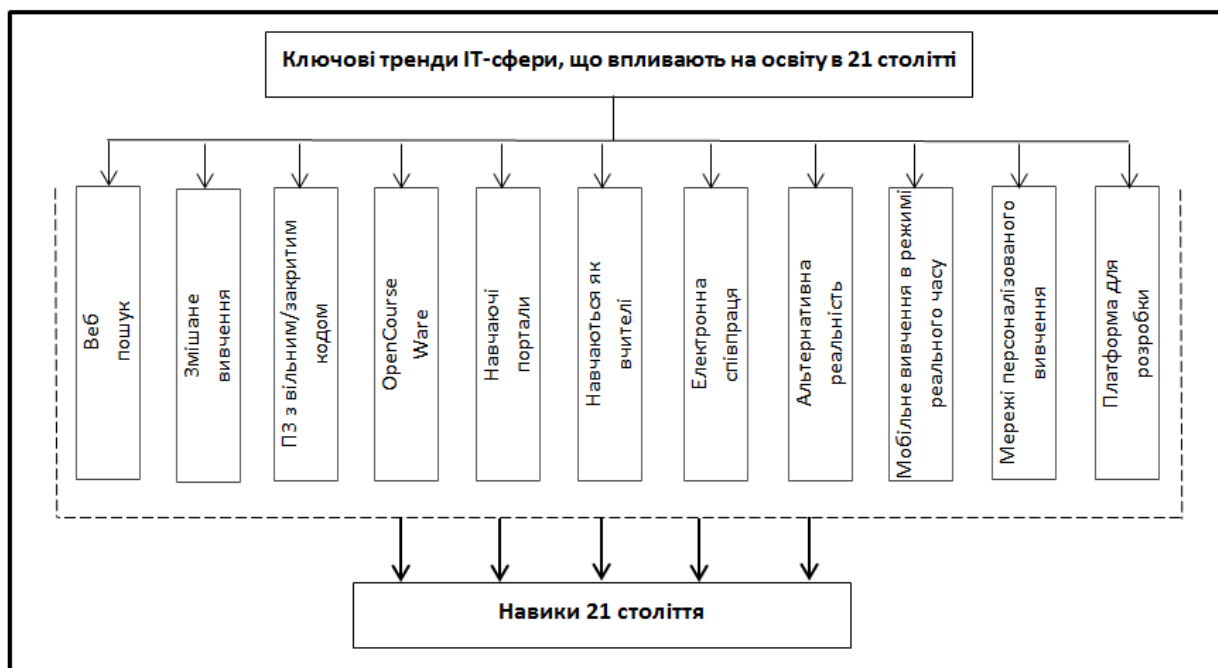 Ключові тренди ІТ-сфери, що впливають на освіту в 21 столітті
Веб
пошук
Змішане
вивчення
ПЗ з вільним/закритим
кодом
OpenCourse
Ware
Навчаючі
портали
Навчаються як
вчителі
Електронна
співпраця
Альтернативна
реальність
Мобільне вивчення в режимі
реального часу
Мережі персоналізованого
вивчення
Платформа для
розробки
Навики 21 століття